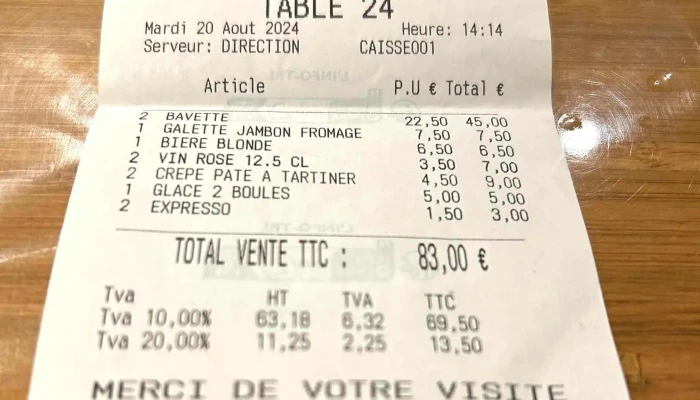 TABLE 24
Mardi 20 Aout 2024 Heure: 14:14
Serveur: DIRECTION CAISSE001
Article P.U € Total €
2 BAVETTE 22,50 45,00
1 GALETTE JAMBON FROMAGE 7,50 7,50
1 BIERE BLONDE 6,50 6,50
2 VIN ROSE 12.5 CL 3,50 7,00
2 CREPE PATE A TARTINER 4,50 9,00
1 GLACE 2 BOULES 5,00 5,00
2 EXPRESSO 1,50 3,00
TOTAL VENTE TTC : 83,00 €
Tva HT TVA TTC
Tva 10,00% 63,18 6,32 69,50
Tva 20,00% 11,25 2,25 13,50
MERCI DE VOTRE VISITE